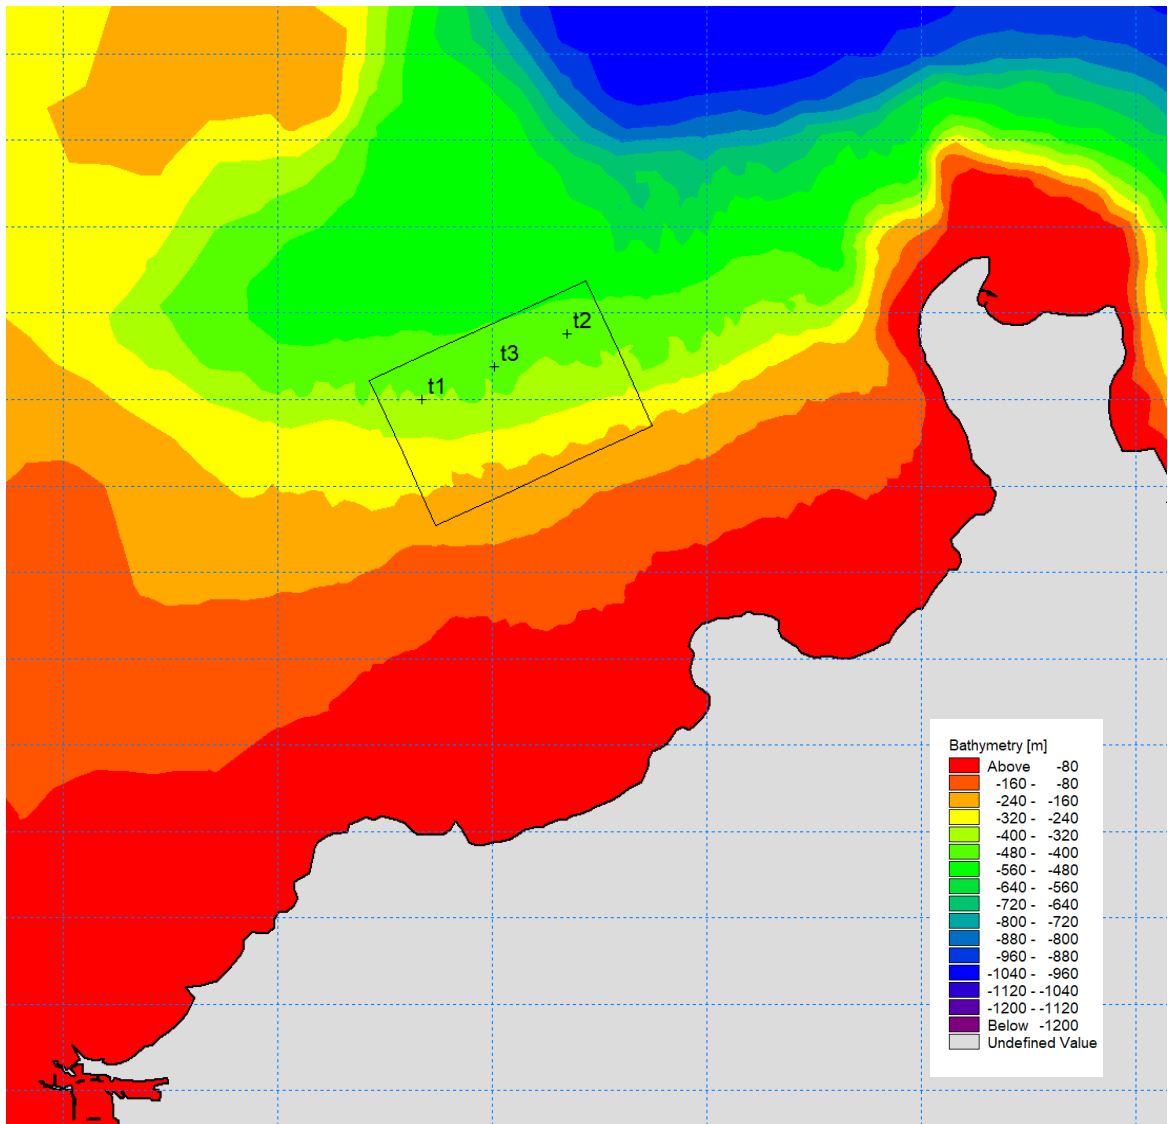 t2
t3
t1
Bathymetry [m]
Above -80
-160 - -80
-240 - -160
-320 - -240
-400 - -320
-480 - -400
-560 - -480
-640 - -560
-720 - -640
-800 - -720
-880 - -800
-960 - -880
-1040 - -960
-1120 - -1040
-1200 - -1120
Below -1200
Undefined Value